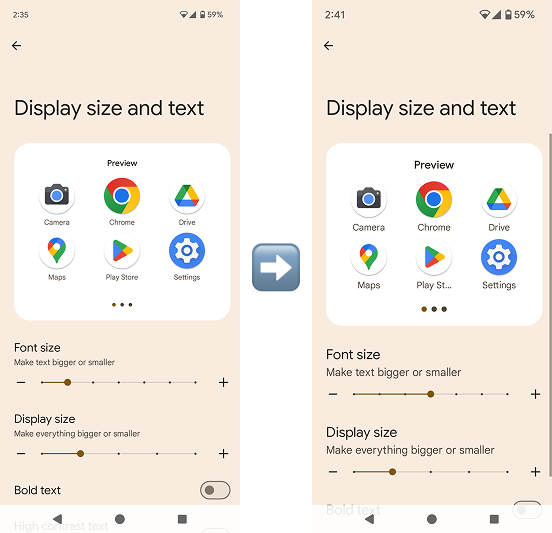 2:35
59%
Display size and text
Preview
Camera
Chrome
Drive
Maps
Play Store
Settings
Font size
Make text bigger or smaller
Display size
Make everything bigger or smaller
Bold text
High contrast text
2:41
59%
Display size and text
Preview
Camera
Chrome
Drive
Maps
Play St...
Settings
Font size
Make text bigger or smaller
Display size
Make everything bigger or smaller
Bold text